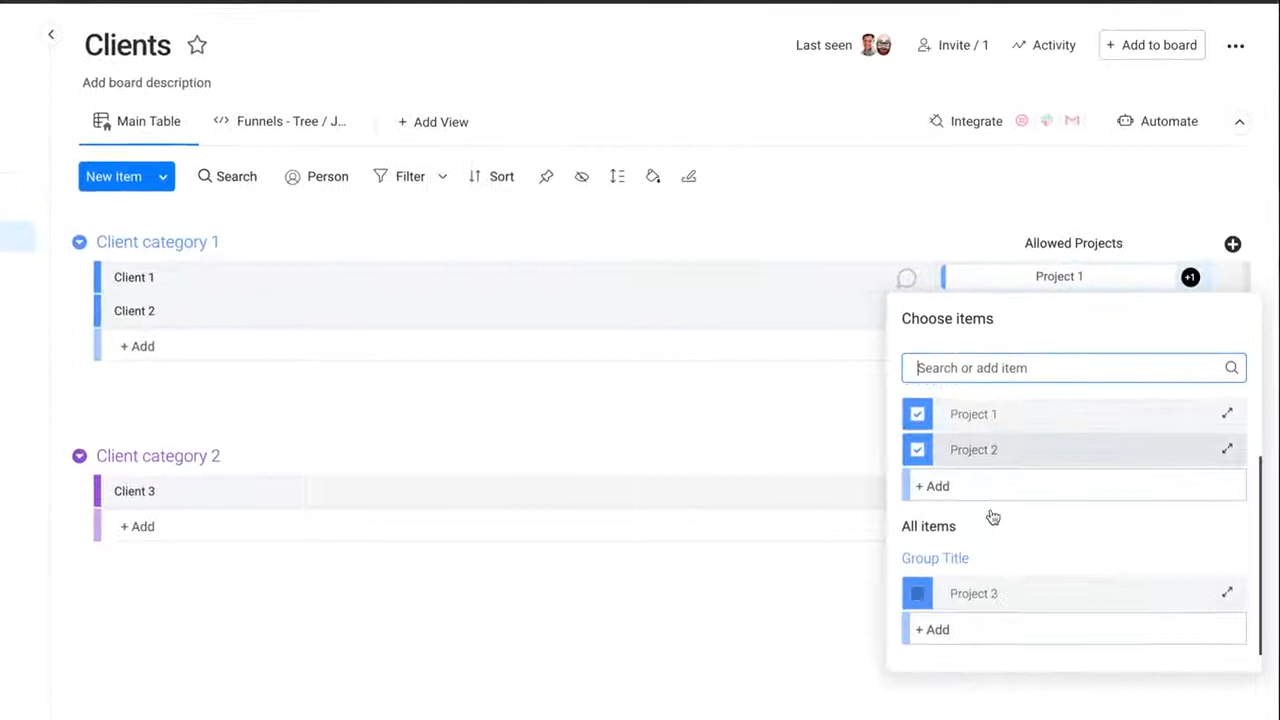 Clients
Last seen
Invite / 1
Activity
+ Add to board
Add board description
Main Table
Funnels - Tree / J...
+ Add View
Integrate
Automate
New Item
Search
Person
Filter
Sort
Client category 1
Allowed Projects
Client 1
Project 1
+1
Client 2
+ Add
Choose items
Search or add item
Project 1
Project 2
+ Add
All items
Group Title
Project 3
+ Add
Client category 2
Client 3
+ Add